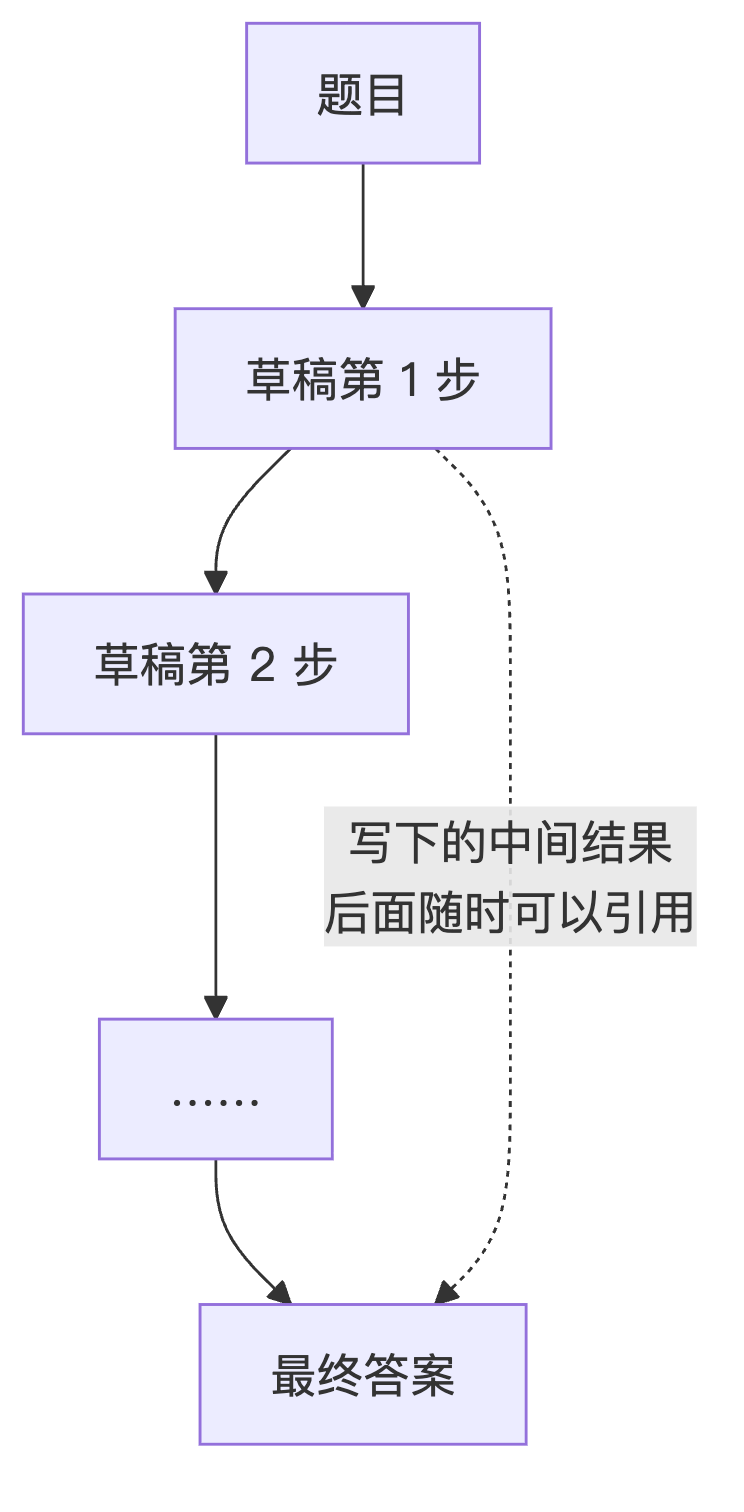 题目
草稿第 1 步
草稿第 2 步
写下的中间结果
后面随时可以引用
……
最终答案